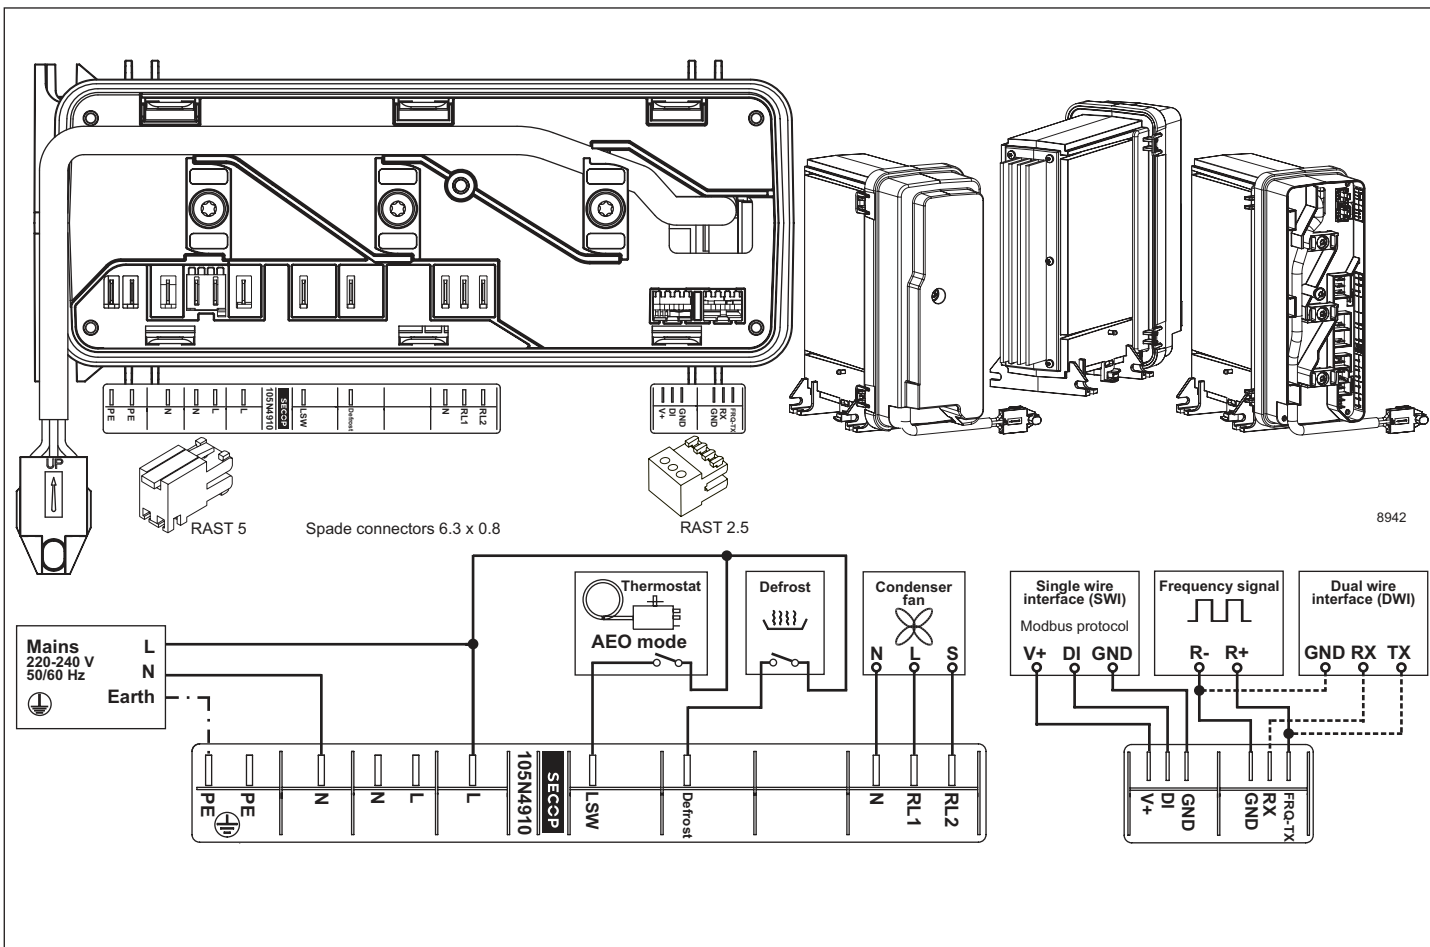 PE PE N N L L 105N4910 SECCP LSW Defrost N RL1 RL2
V+ DI GND GND RX FRQ-TX
UP
RAST 5
Spade connectors 6.3 x 0.8
RAST 2.5
8942
Mains
220-240 V
50/60 Hz
L
N
Earth
Thermostat
AEO mode
Defrost
Condenser
fan
N L S
Single wire
interface (SWI)
Modbus protocol
V+ DI GND
Frequency signal
R- R+
Dual wire
interface (DWI)
GND RX TX
PE PE N N L L 105N4910 SECCP LSW Defrost N RL1 RL2
V+ DI GND GND RX FRQ-TX